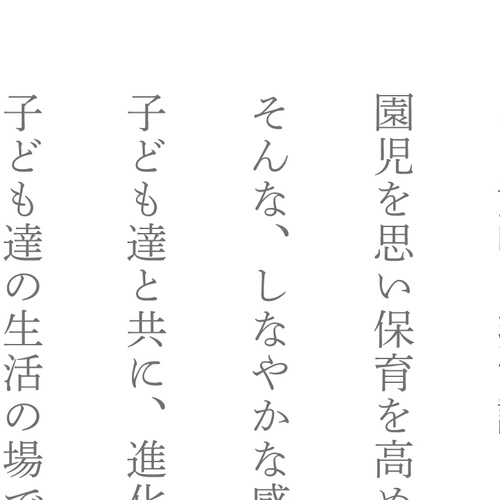 園児を思い保育を高め
そんな、しなやかな感
子ども達と共に、進化
子ども達の生活の場で